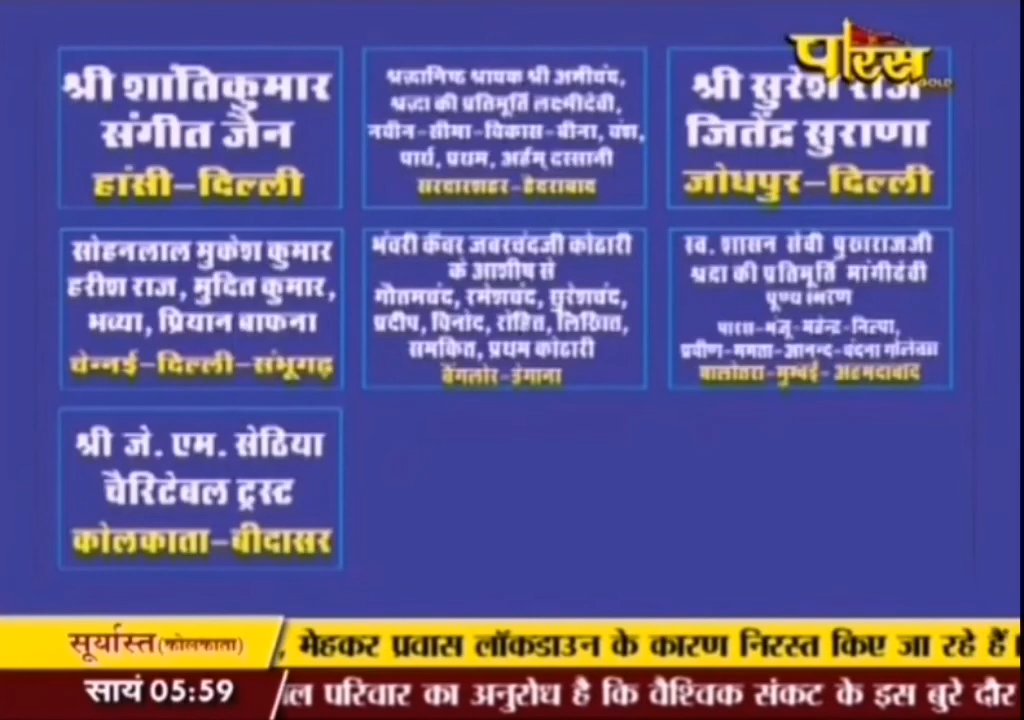 पारस
GOLD
श्री शांतिकुमार
संगीत जैन
हांसी-दिल्ली
श्रद्धानिष्ठ श्रावक श्री अमीचंद,
श्रद्धा की प्रतिमूर्ति लक्ष्मीदेवी,
नवीन-सीमा-विकास-बीना, वंश,
पार्थ, प्रथम, अर्हम् दस्सानी
सरदारशहर-हैदराबाद
श्री सुरेश राज
जितेंद्र सुराणा
जोधपुर-दिल्ली
सोहनलाल मुकेश कुमार
हरीश राज, मुदित कुमार,
भव्या, प्रियान बाफना
चेन्नई-दिल्ली-संभूगढ़
भंवरी कंवर जबरचंदजी कोठारी
के आशीष से
गौतमचंद, रमेशचंद, सुरेशचंद,
प्रदीप, विनोद, रोहित, लिखित,
समकित, प्रथम कोठारी
बैंगलोर-डंगाना
स्व. शासन सेवी पुखराजजी
श्रद्धा की प्रतिमूर्ति मांगीदेवी
पूण्य स्मरण
पारस-मंजू-महेन्द्र-नित्पा,
प्रवीण-ममता-आनन्द-वंदना
बालोतरा-मुम्बई-अहमदाबाद
श्री जे. एम. सेठिया
चैरिटेबल ट्रस्ट
कोलकाता-बीदासर
सूर्यास्त (कोलकाता)
, मेहकर प्रवास लॉकडाउन के कारण निरस्त किए जा रहे हैं।
सायं 05:59
परिवार का अनुरोध है कि वैश्विक संकट के इस बुरे दौर